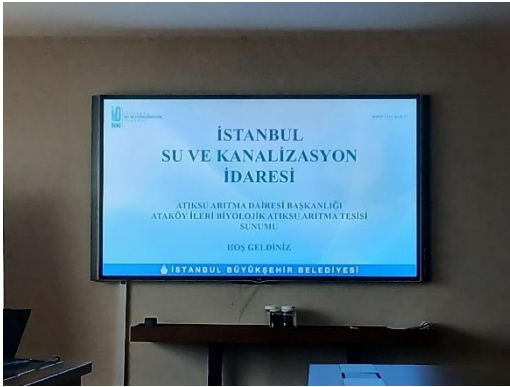 İSKİ
İSTANBUL
SU VE KANALİZASYON
İDARESİ
ATIKSU ARITMA DAİRESİ BAŞKANLIĞI
ATAKÖY İLERİ BİYOLOJİK ATIKSU ARITMA TESİSİ
SUNUMU
HOŞ GELDİNİZ
İSTANBUL BÜYÜKŞEHİR BELEDİYESİ